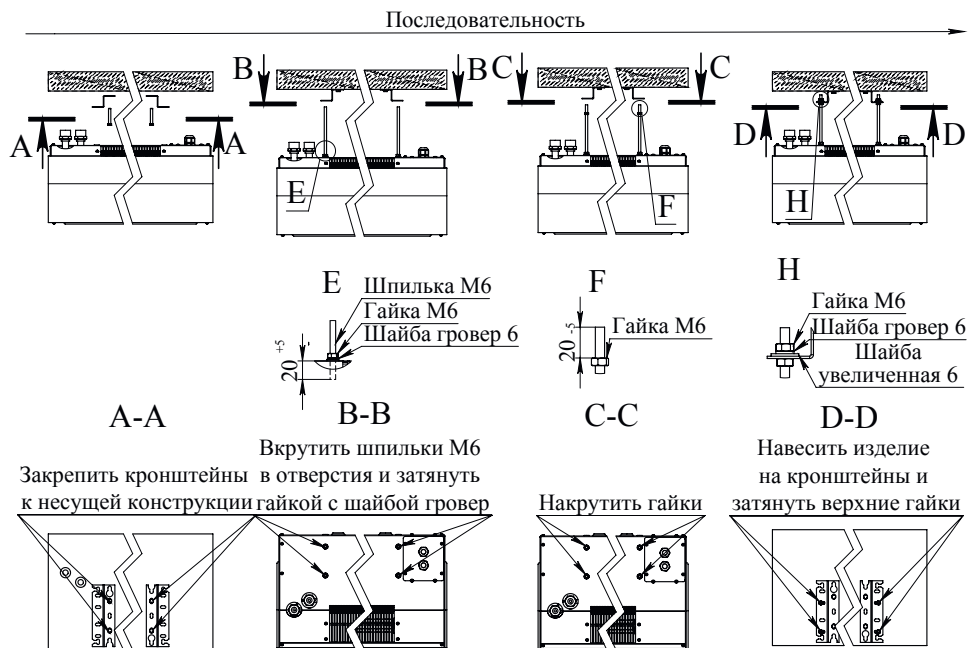 Последовательность
B
B
C
C
A
A
D
D
E
F
H
E
Шпилька М6
Гайка М6
Шайба гровер 6
20 +5
F
Гайка М6
20 -5
H
Гайка М6
Шайба гровер 6
Шайба
увеличенная 6
A-A
B-B
C-C
D-D
Закрепить кронштейны
к несущей конструкции
Вкрутить шпильки М6
в отверстия и затянуть
гайкой с шайбой гровер
Накрутить гайки
Навесить изделие
на кронштейны и
затянуть верхние гайки